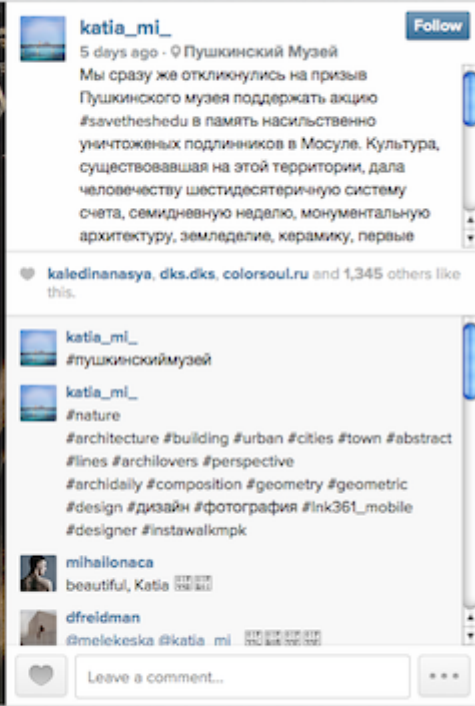 katia_mi_
Follow
5 days ago · Пушкинский Музей
Мы сразу же откликнулись на призыв
Пушкинского музея поддержать акцию
#savetheshedu в память насильственно
уничтоженых подлинников в Мосуле. Культура,
существовавшая на этой территории, дала
человечеству шестидесятеричную систему
счета, семидневную неделю, монументальную
архитектуру, земледелие, керамику, первые
kaledinanasya, dks.dks, colorsoul.ru and 1,345 others like
this.
katia_mi_
#пушкинскиймузей
katia_mi_
#nature
#architecture #building #urban #cities #town #abstract
#lines #archilovers #perspective
#archidaily #composition #geometry #geometric
#design #дизайн #фотография #lnk361_mobile
#designer #instawalkmpk
mihailonaca
beautiful, Katia
dfreidman
@melekeska @katia_mi_
Leave a comment...